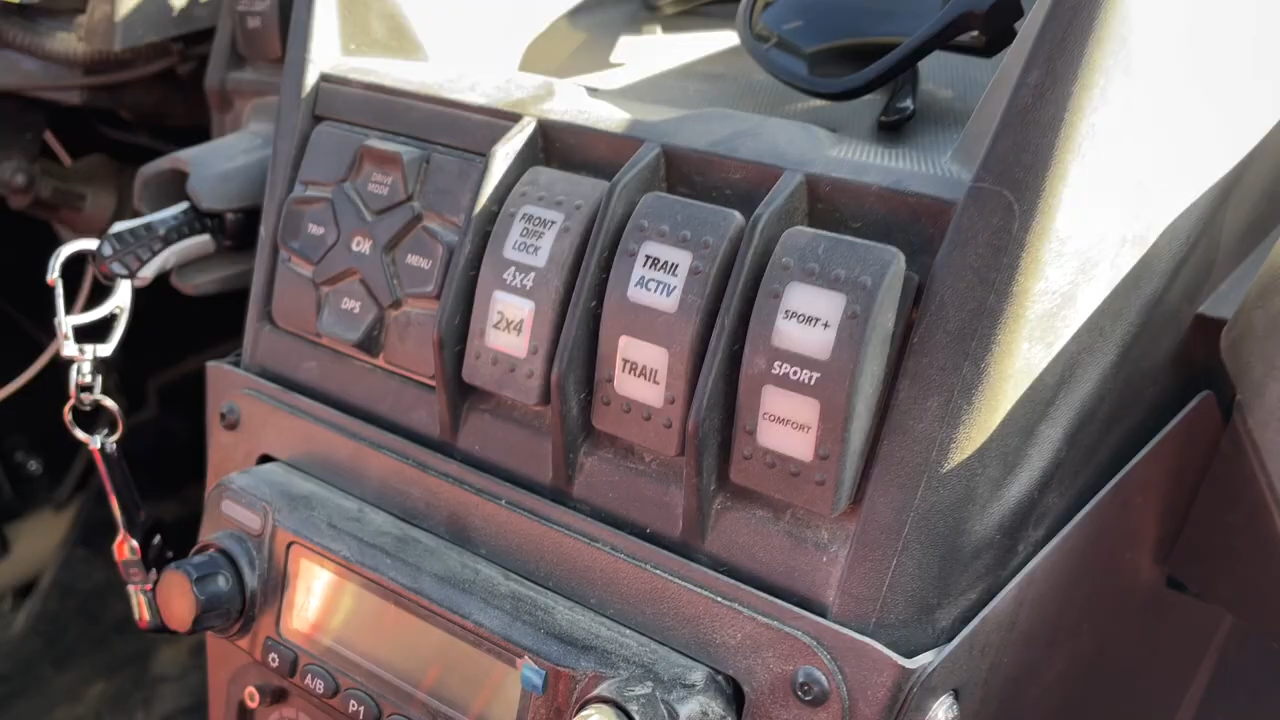 DRIVE
MODE
TRIP
OK
MENU
DPS
FRONT
DIFF
LOCK
4x4
2x4
TRAIL
ACTIV
TRAIL
SPORT+
SPORT
COMFORT
A/B
P1